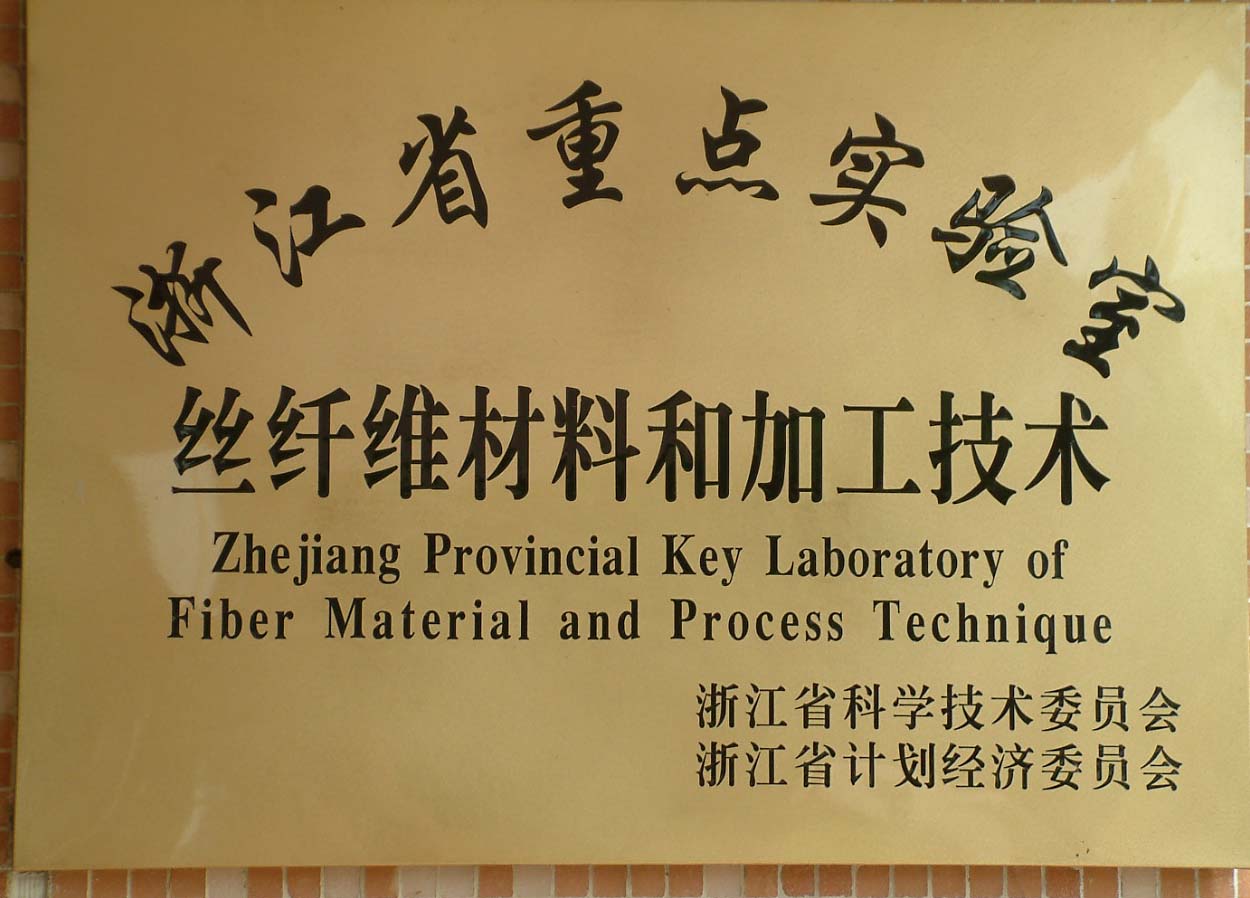 浙江省重点实验室
丝纤维材料和加工技术
Zhejiang Provincial Key Laboratory of
Fiber Material and Process Technique
浙江省科学技术委员会
浙江省计划经济委员会